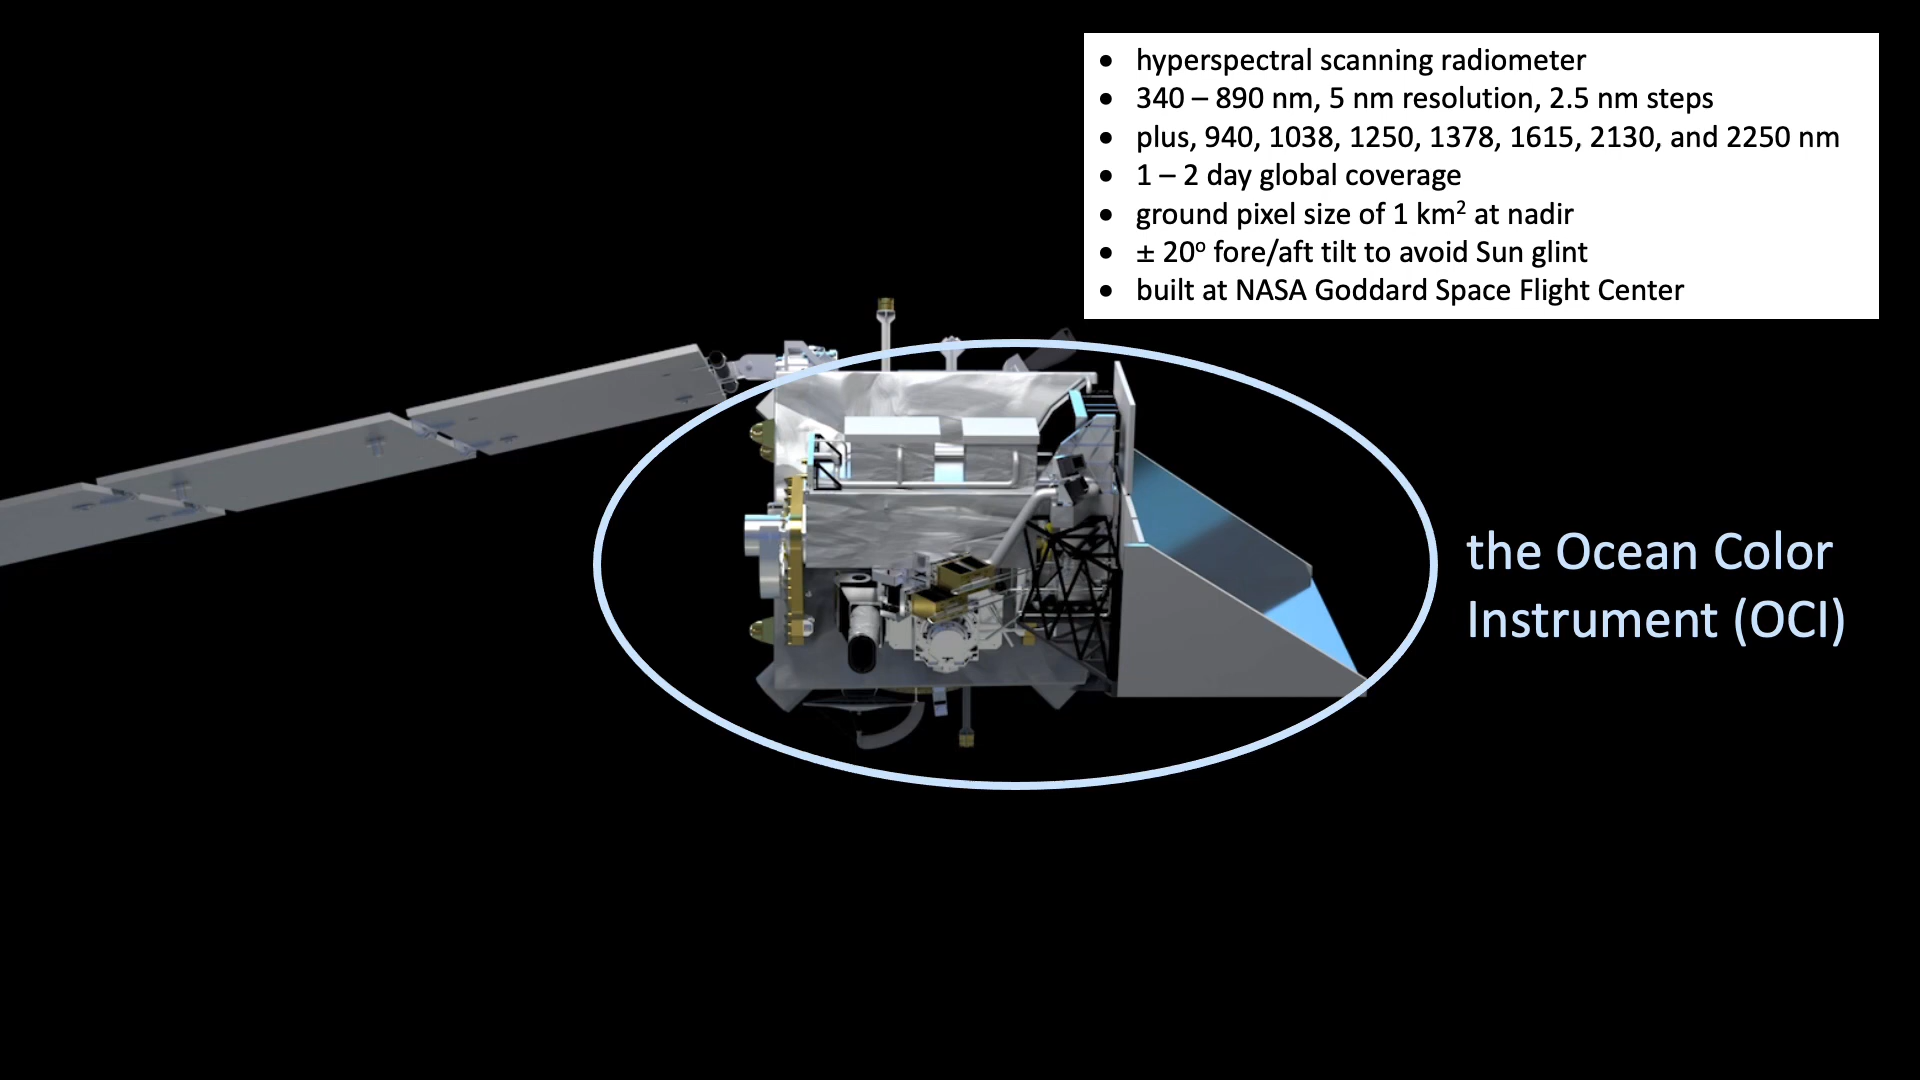 • hyperspectral scanning radiometer
• 340 – 890 nm, 5 nm resolution, 2.5 nm steps
• plus, 940, 1038, 1250, 1378, 1615, 2130, and 2250 nm
• 1 – 2 day global coverage
• ground pixel size of 1 km² at nadir
• ± 20º fore/aft tilt to avoid Sun glint
• built at NASA Goddard Space Flight Center
the Ocean Color
Instrument (OCI)